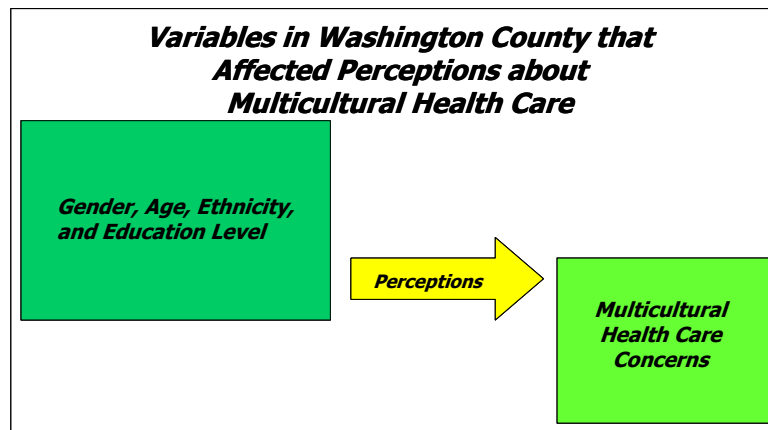 Variables in Washington County that
Affected Perceptions about
Multicultural Health Care
Gender, Age, Ethnicity,
and Education Level
Perceptions
Multicultural
Health Care
Concerns